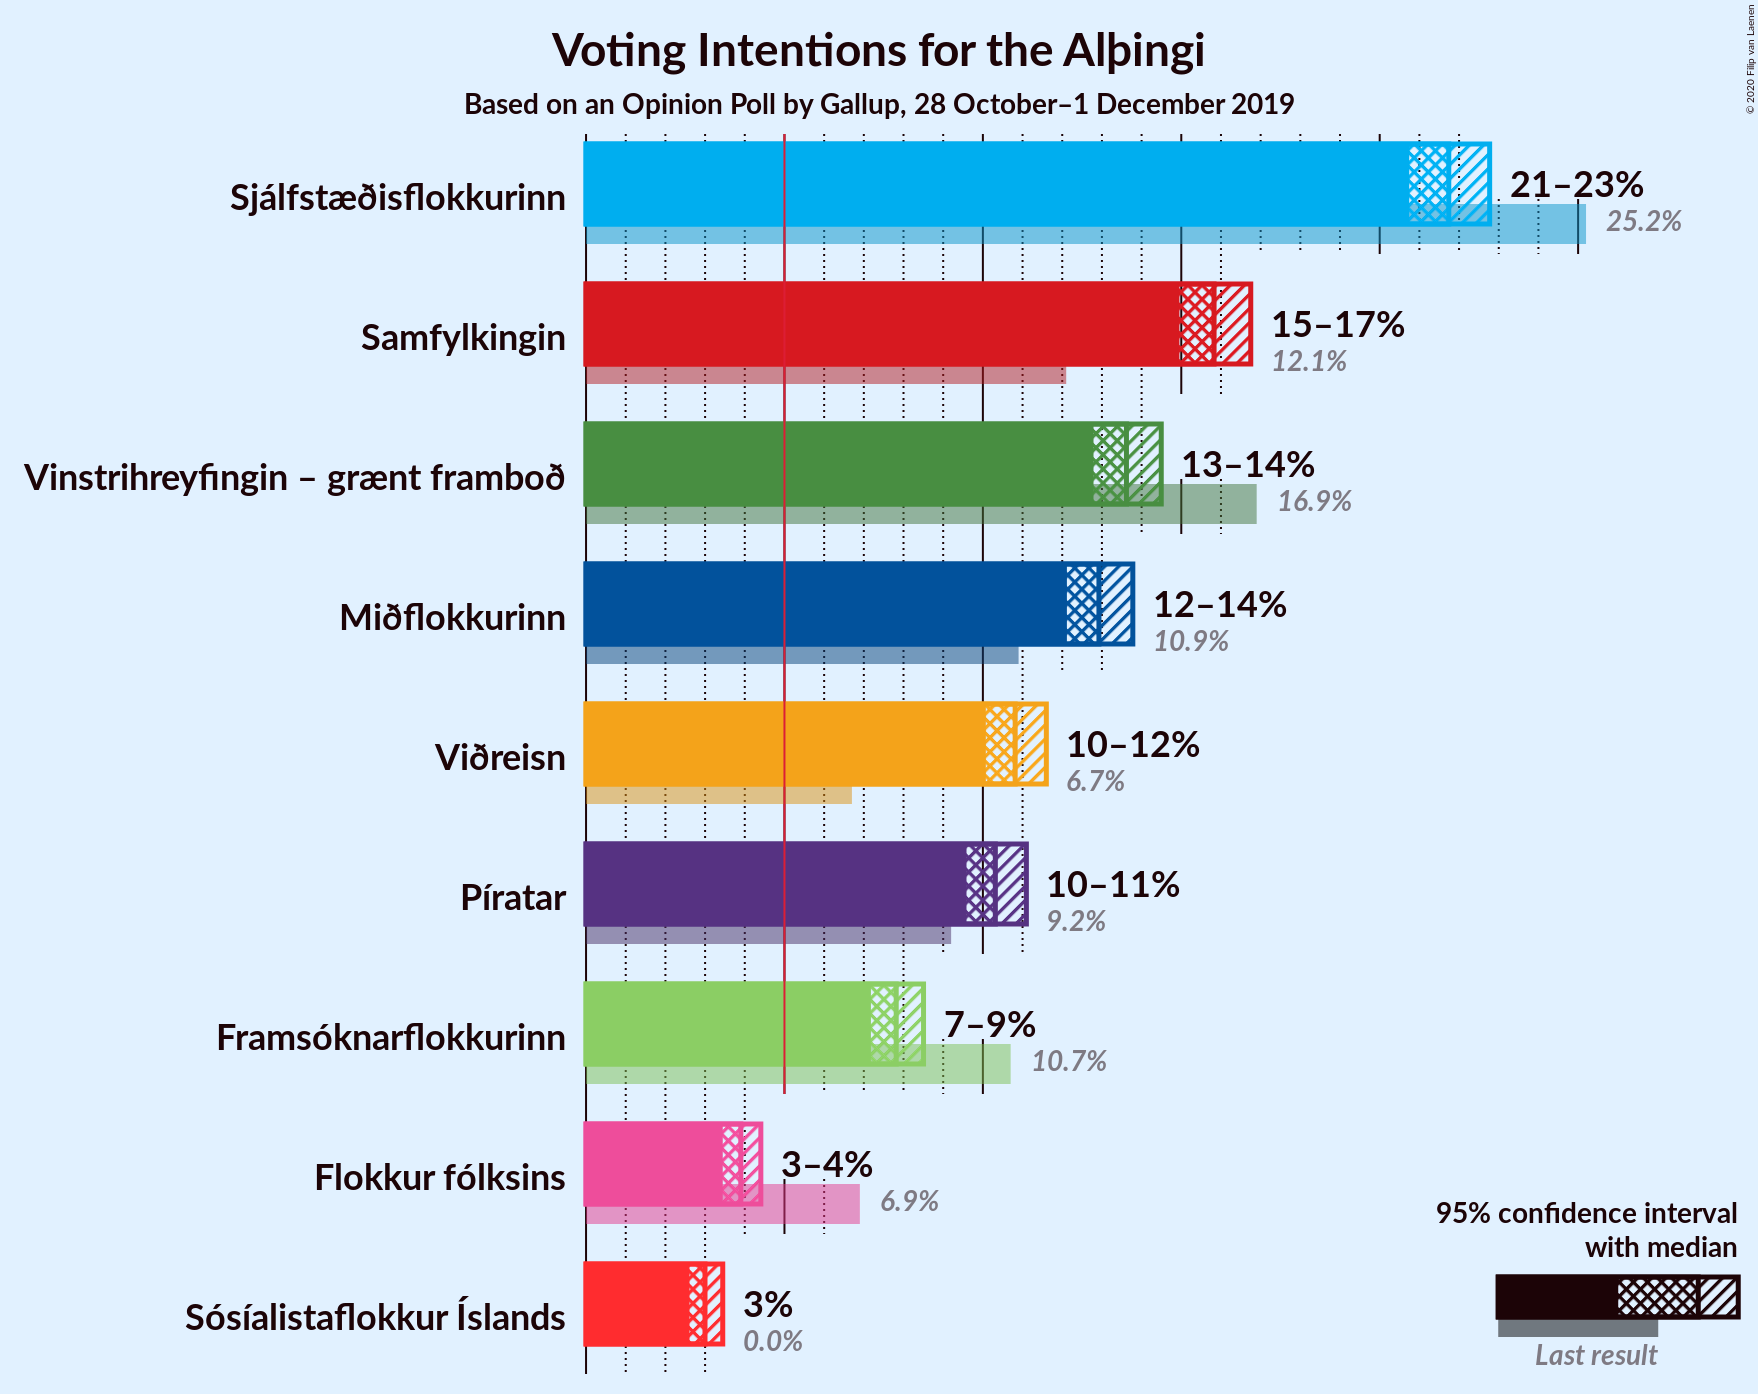 Voting Intentions for the Alþingi
Based on an Opinion Poll by Gallup, 28 October–1 December 2019
© 2020 Filip van Laenen
Sjálfstæðisflokkurinn
21–23%
25.2%
Samfylkingin
15–17%
12.1%
Vinstrihreyfingin – grænt framboð
13–14%
16.9%
Miðflokkurinn
12–14%
10.9%
Viðreisn
10–12%
6.7%
Píratar
10–11%
9.2%
Framsóknarflokkurinn
7–9%
10.7%
Flokkur fólksins
3–4%
6.9%
Sósíalistaflokkur Íslands
3%
0.0%
95% confidence interval
with median
Last result